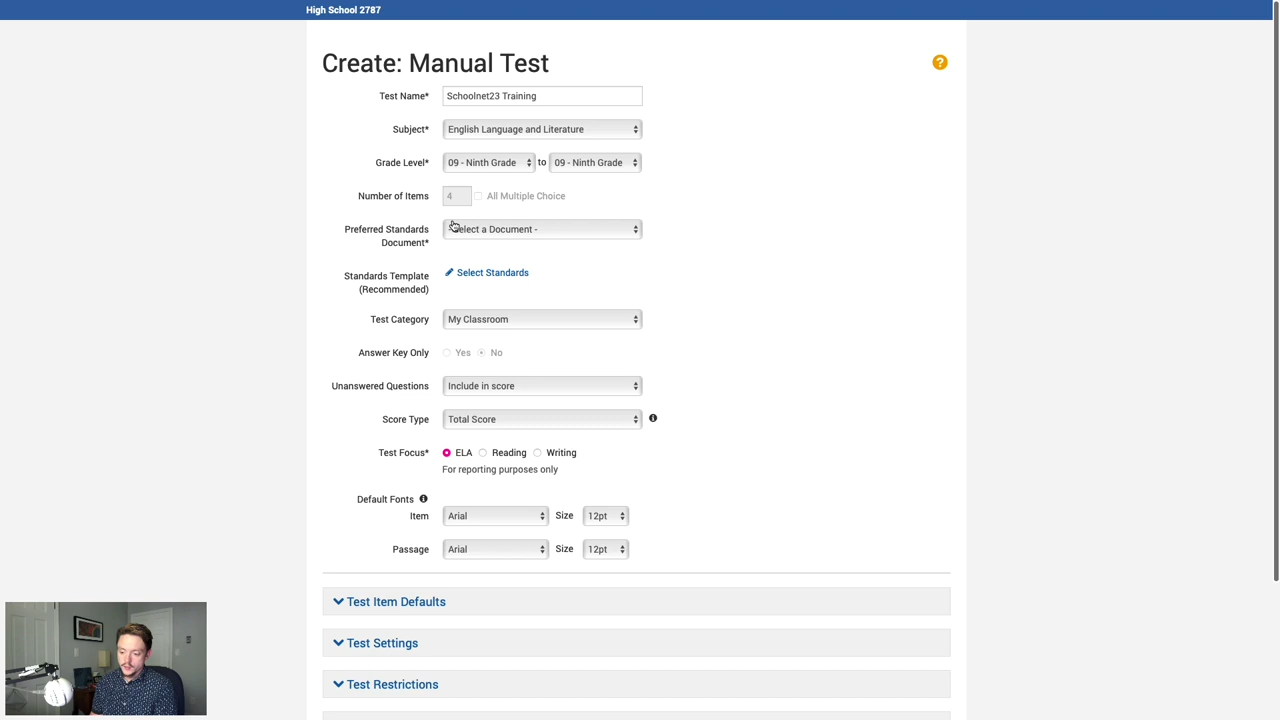 High School 2787
Create: Manual Test
?
Test Name* Schoolnet23 Training
Subject* English Language and Literature
Grade Level* 09 - Ninth Grade to 09 - Ninth Grade
Number of Items 4 All Multiple Choice
Preferred Standards Document* elect a Document -
Standards Template (Recommended) Select Standards
Test Category My Classroom
Answer Key Only Yes No
Unanswered Questions Include in score
Score Type Total Score
Test Focus* ELA Reading Writing
For reporting purposes only
Default Fonts
Item Arial Size 12pt
Passage Arial Size 12pt
Test Item Defaults
Test Settings
Test Restrictions